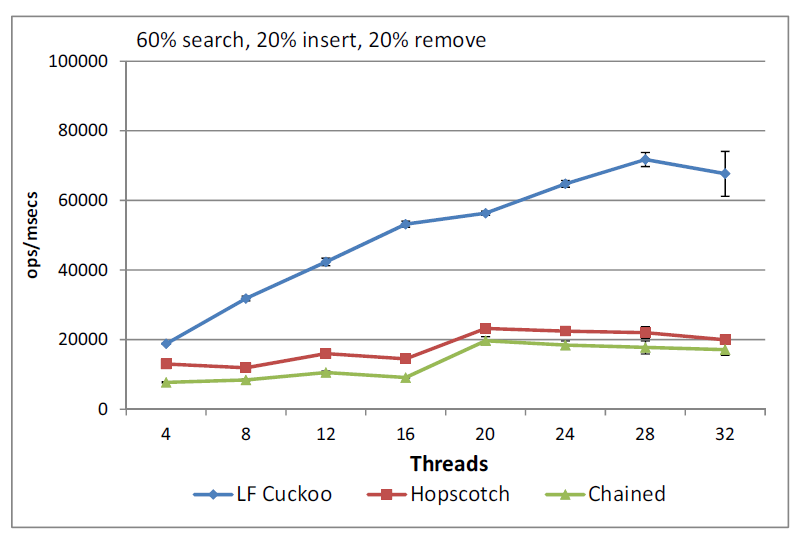 60% search, 20% insert, 20% remove
100000
80000
60000
40000
20000
0
ops/msecs
4 8 12 16 20 24 28 32
Threads
LF Cuckoo Hopscotch Chained